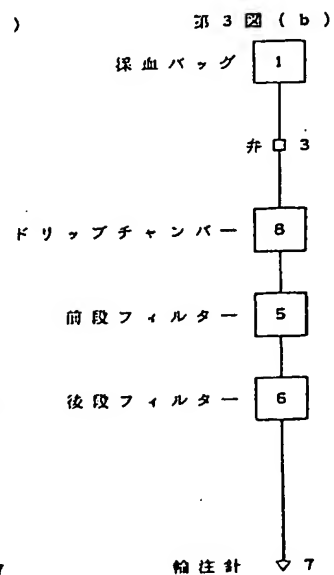 )
第3図(b)
採血バッグ 1
弁 3
ドリップチャンバー 8
前段フィルター 5
後段フィルター 6
7
輸注針 7